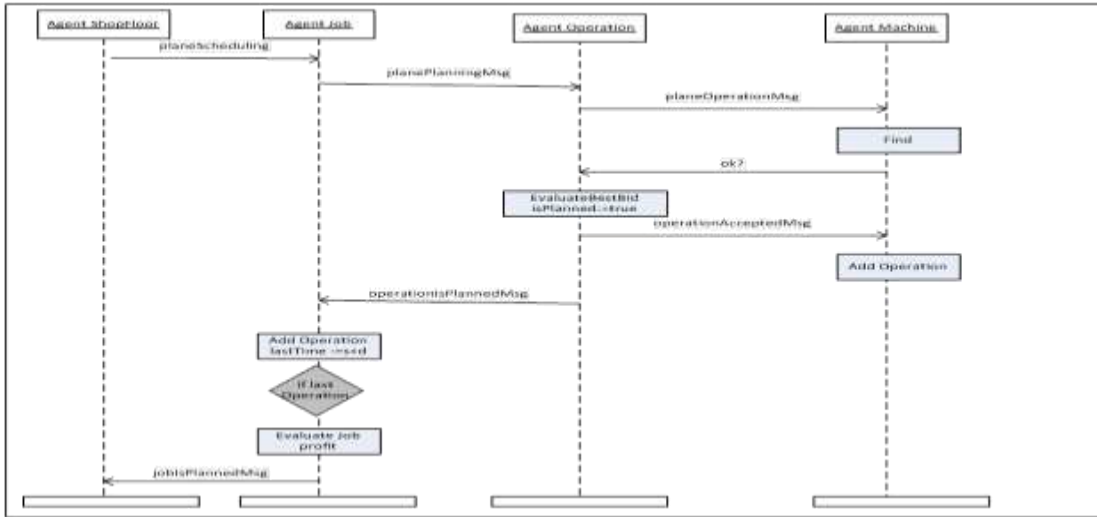 Agent ShopFloor
Agent Job
Agent Operation
Agent Machine
planeScheduling
planePlanningMsg
planeOperationMsg
Find
ok?
EvaluateBestBid
isPlanned->true
operationAcceptedMsg
Add Operation
operationIsPlannedMsg
Add Operation
lastTime
If last
Operation
Evaluate Job
profit
jobIsPlannedMsg